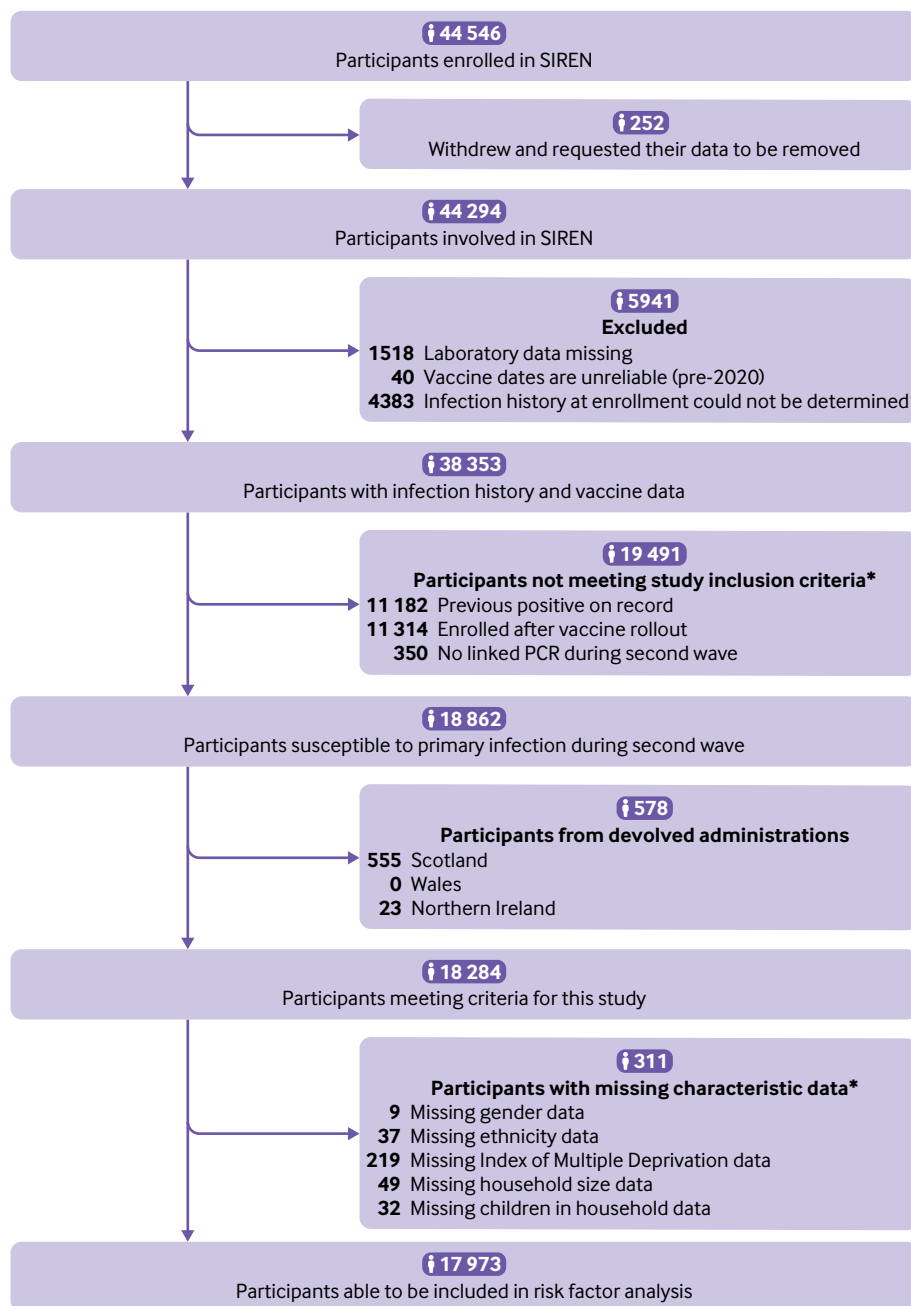 44 546
Participants enrolled in SIREN
252
Withdrew and requested their data to be removed
44 294
Participants involved in SIREN
5941
Excluded
1518 Laboratory data missing
40 Vaccine dates are unreliable (pre-2020)
4383 Infection history at enrollment could not be determined
38 353
Participants with infection history and vaccine data
19 491
Participants not meeting study inclusion criteria*
11 182 Previous positive on record
11 314 Enrolled after vaccine rollout
350 No linked PCR during second wave
18 862
Participants susceptible to primary infection during second wave
578
Participants from devolved administrations
555 Scotland
0 Wales
23 Northern Ireland
18 284
Participants meeting criteria for this study
311
Participants with missing characteristic data*
9 Missing gender data
37 Missing ethnicity data
219 Missing Index of Multiple Deprivation data
49 Missing household size data
32 Missing children in household data
17 973
Participants able to be included in risk factor analysis